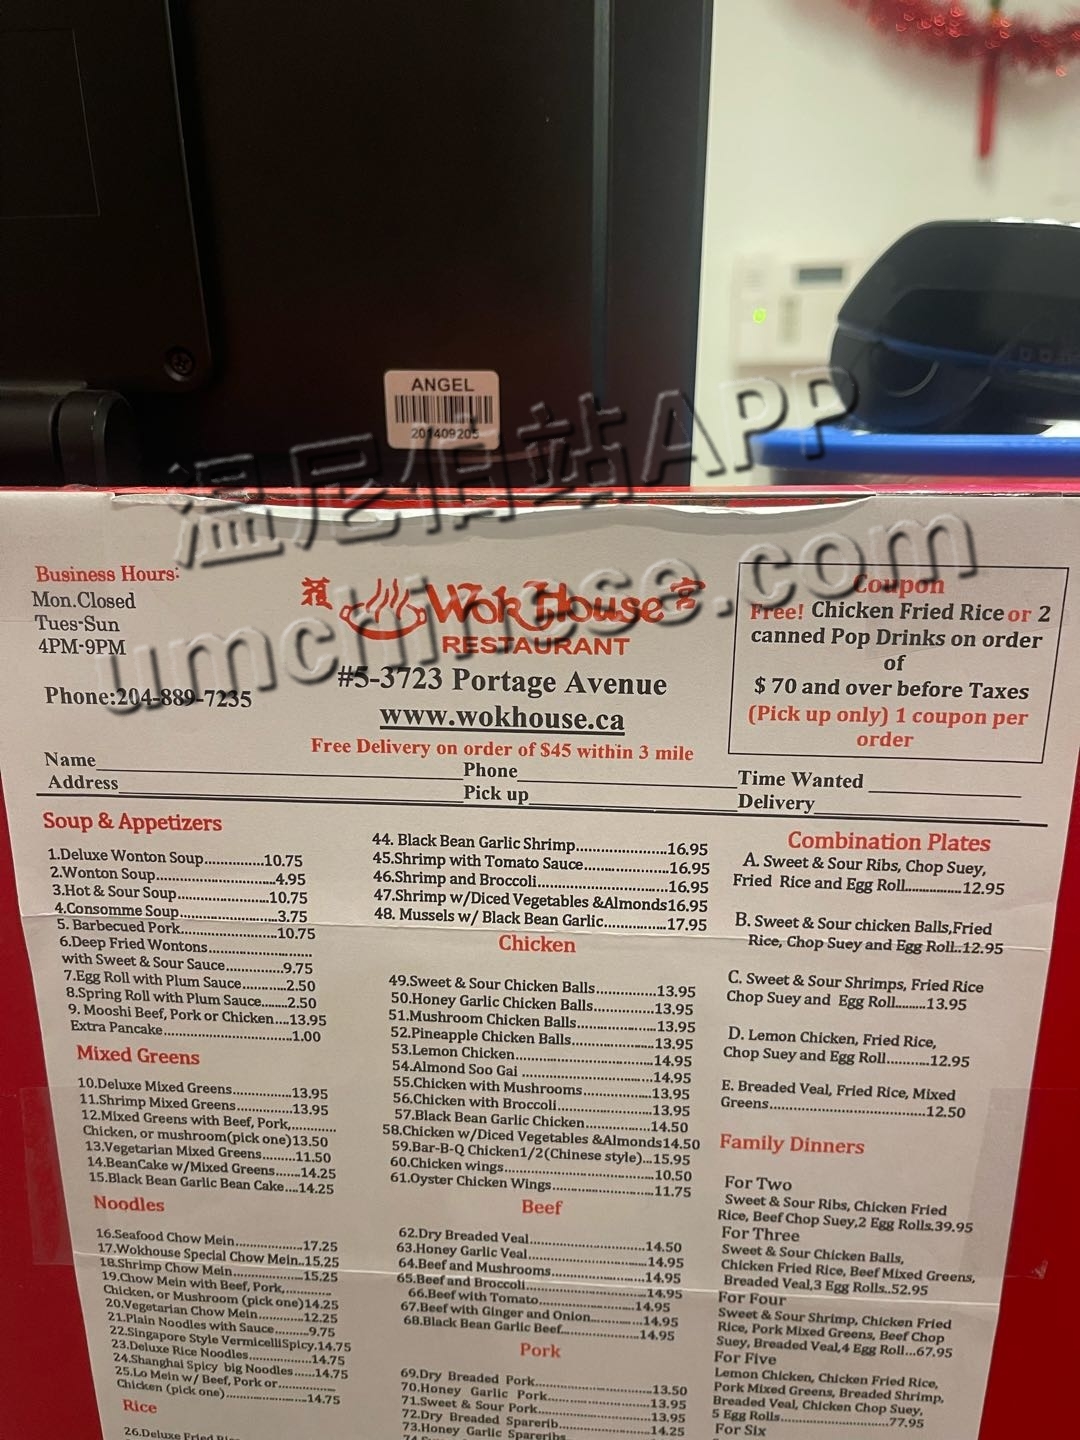 ANGEL
201409205
温尼伯站APP
umchinese.com
Business Hours:
Mon.Closed
Tues-Sun
4PM-9PM
Phone:204-889-7235
Wok House 宮
RESTAURANT
#5-3723 Portage Avenue
www.wokhouse.ca
Free Delivery on order of $45 within 3 mile
Coupon
Free! Chicken Fried Rice or 2
canned Pop Drinks on order
of
$ 70 and over before Taxes
(Pick up only) 1 coupon per
order
Name Phone Time Wanted
Address Pick up Delivery
Soup & Appetizers
1.Deluxe Wonton Soup.............10.75
2.Wonton Soup..........................4.95
3.Hot & Sour Soup....................10.75
4.Consomme Soup.....................3.75
5. Barbecued Pork.....................10.75
6.Deep Fried Wontons......................
with Sweet & Sour Sauce...............9.75
7.Egg Roll with Plum Sauce...........2.50
8.Spring Roll with Plum Sauce......2.50
9. Mooshi Beef, Pork or Chicken....13.95
Extra Pancake................................1.00
Mixed Greens
10.Deluxe Mixed Greens...............13.95
11.Shrimp Mixed Greens..............13.95
12.Mixed Greens with Beef, Pork,............
Chicken, or mushroom(pick one)13.50
13.Vegetarian Mixed Greens.........11.50
14.BeanCake w/Mixed Greens.......14.25
15.Black Bean Garlic Bean Cake....14.25
Noodles
16.Seafood Chow Mein.................17.25
17.Wokhouse Special Chow Mein..15.25
18.Shrimp Chow Mein..................15.25
19.Chow Mein with Beef, Pork,............
Chicken, or Mushroom (pick one)14.25
20.Vegetarian Chow Mein............12.25
21.Plain Noodles with Sauce.........9.75
22.Singapore Style VermicelliSpicy.14.75
23.Deluxe Rice Noodles...............14.75
24.Shanghai Spicy big Noodles......14.75
25.Lo Mein w/ Beef, Pork or...............
Chicken (pick one)......................14.75
Rice
26.Deluxe Fried
44. Black Bean Garlic Shrimp...................16.95
45.Shrimp with Tomato Sauce.................16.95
46.Shrimp and Broccoli..........................16.95
47.Shrimp w/Diced Vegetables &Almonds16.95
48. Mussels w/ Black Bean Garlic..............17.95
Chicken
49.Sweet & Sour Chicken Balls..............13.95
50.Honey Garlic Chicken Balls..............13.95
51.Mushroom Chicken Balls.................13.95
52.Pineapple Chicken Balls...................13.95
53.Lemon Chicken................................14.95
54.Almond Soo Gai ..............................14.95
55.Chicken with Mushrooms................13.95
56.Chicken with Broccoli......................13.95
57.Black Bean Garlic Chicken...............14.50
58.Chicken w/Diced Vegetables &Almonds14.50
59.Bar-B-Q Chicken1/2(Chinese style)...15.95
60.Chicken wings.................................10.50
61.Oyster Chicken Wings......................11.75
Beef
62.Dry Breaded Veal.............................14.50
63.Honey Garlic Veal............................14.95
64.Beef and Mushrooms......................14.95
65.Beef and Broccoli............................14.95
66.Beef with Tomato........................14.95
67.Beef with Ginger and Onion..............14.95
68.Black Bean Garlic Beef....................14.95
Pork
69.Dry Breaded Pork...........................13.50
70.Honey Garlic Pork.......................13.95
71.Sweet & Sour Pork........................13.95
72.Dry Breaded Sparerib....................14.25
73.Honey Garlic Spareribs
Combination Plates
A. Sweet & Sour Ribs, Chop Suey,
Fried Rice and Egg Roll...............12.95
B. Sweet & Sour chicken Balls,Fried
Rice, Chop Suey and Egg Roll..12.95
C. Sweet & Sour Shrimps, Fried Rice
Chop Suey and Egg Roll........13.95
D. Lemon Chicken, Fried Rice,
Chop Suey and Egg Roll...........12.95
E. Breaded Veal, Fried Rice, Mixed
Greens.......................................12.50
Family Dinners
For Two
Sweet & Sour Ribs, Chicken Fried
Rice, Beef Chop Suey,2 Egg Rolls.39.95
For Three
Sweet & Sour Chicken Balls,
Chicken Fried Rice, Beef Mixed Greens,
Breaded Veal,3 Egg Rolls..52.95
For Four
Sweet & Sour Shrimp, Chicken Fried
Rice, Pork Mixed Greens, Beef Chop
Suey, Breaded Veal,4 Egg Roll...67.95
For Five
Lemon Chicken, Chicken Fried Rice,
Pork Mixed Greens, Breaded Shrimp,
Breaded Veal, Chicken Chop Suey,
5 Egg Rolls..........................77.95
For Six